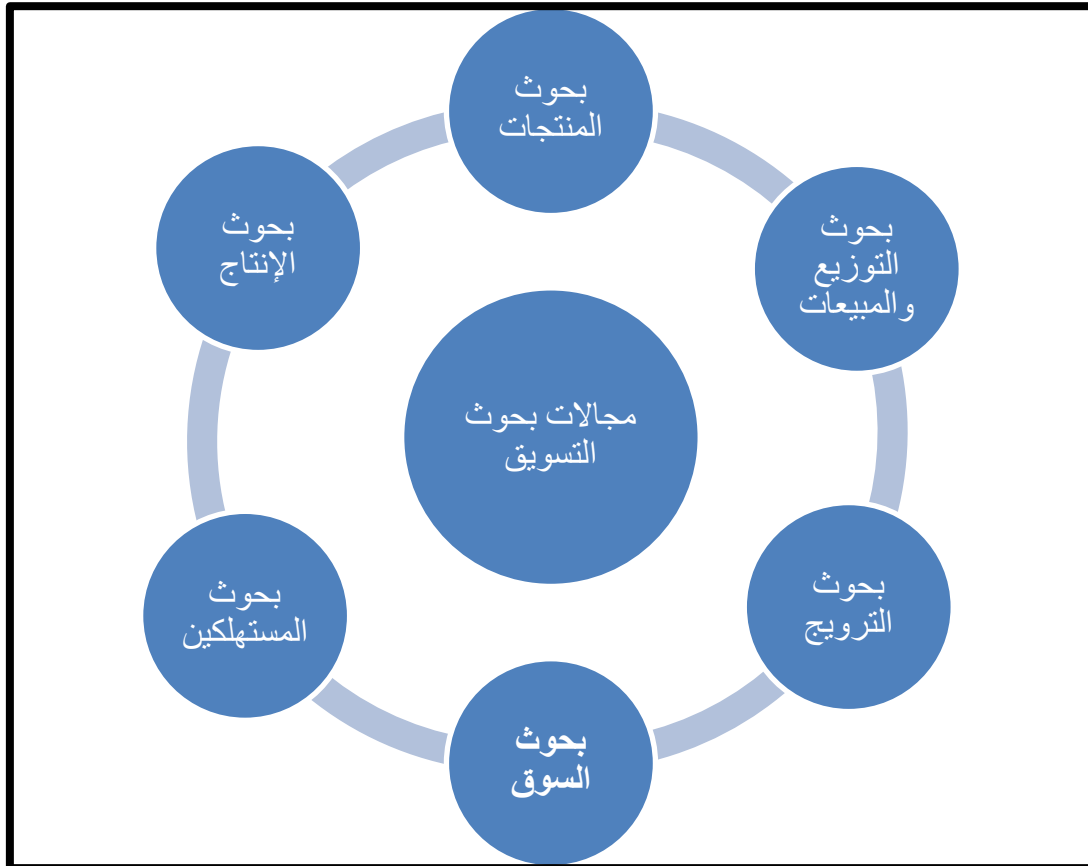 بحوث
المنتجات
بحوث
التوزيع
والمبيعات
بحوث
الترويج
بحوث
السوق
بحوث
المستهلكين
بحوث
الإنتاج
مجالات بحوث
التسويق